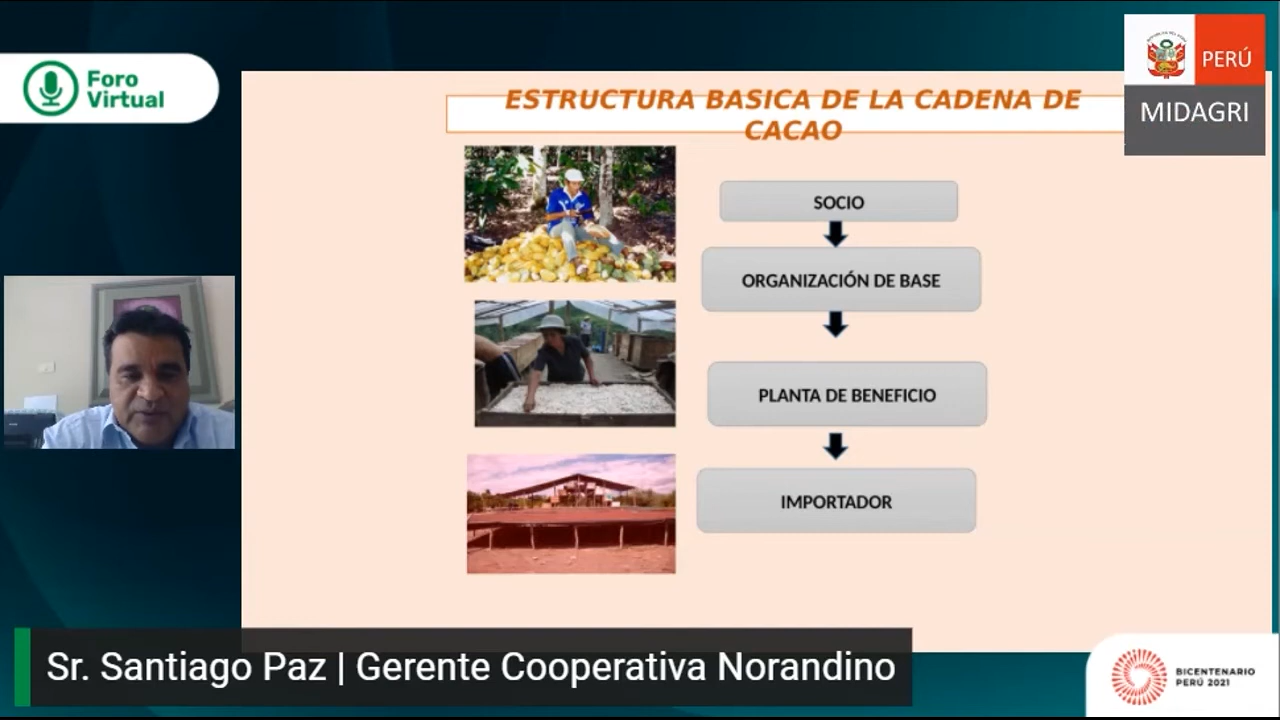 Foro
Virtual
PERÚ
MIDAGRI
ESTRUCTURA BASICA DE LA CADENA DE
CACAO
SOCIO
ORGANIZACIÓN DE BASE
PLANTA DE BENEFICIO
IMPORTADOR
Sr. Santiago Paz | Gerente Cooperativa Norandino
BICENTENARIO
PERÚ 2021